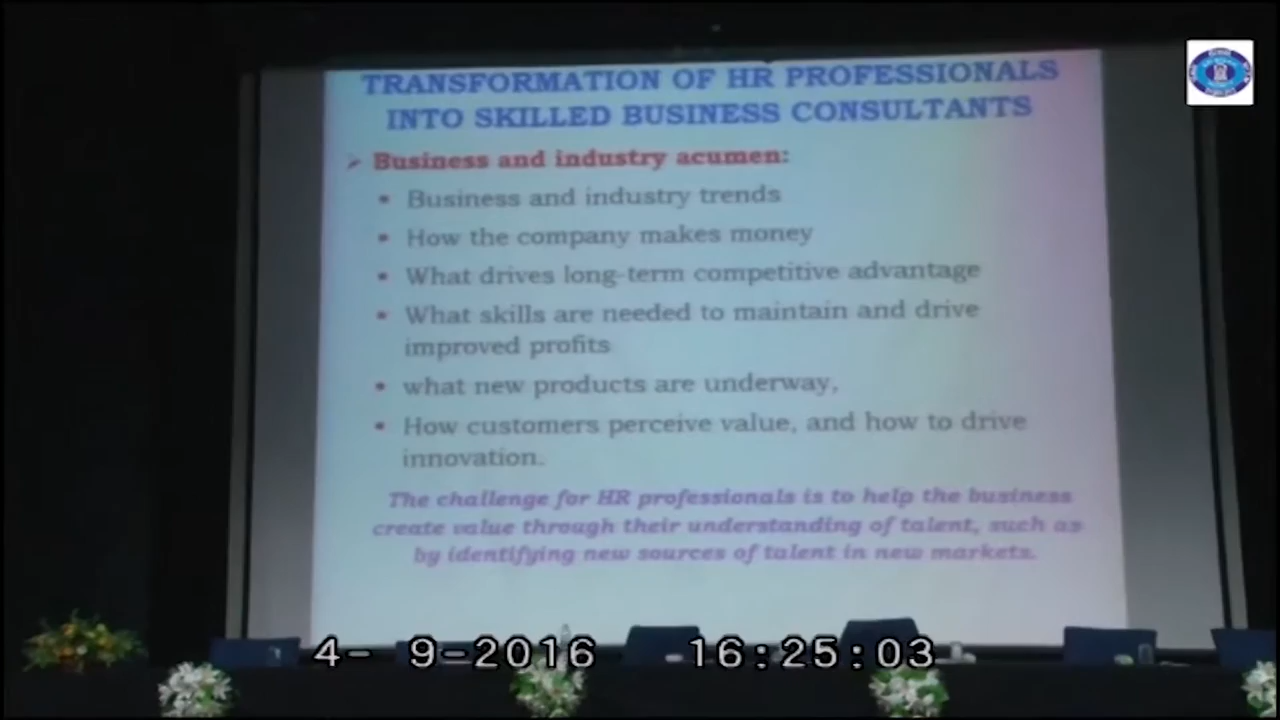 TRANSFORMATION OF HR PROFESSIONALS
INTO SKILLED BUSINESS CONSULTANTS
➢ Business and industry acumen:
• Business and industry trends
• How the company makes money
• What drives long-term competitive advantage
• What skills are needed to maintain and drive
improved profits
• what new products are underway,
• How customers perceive value, and how to drive
innovation.
The challenge for HR professionals is to help the business
create value through their understanding of talent, such as
by identifying new sources of talent in new markets.
4- 9-2016 16:25:03